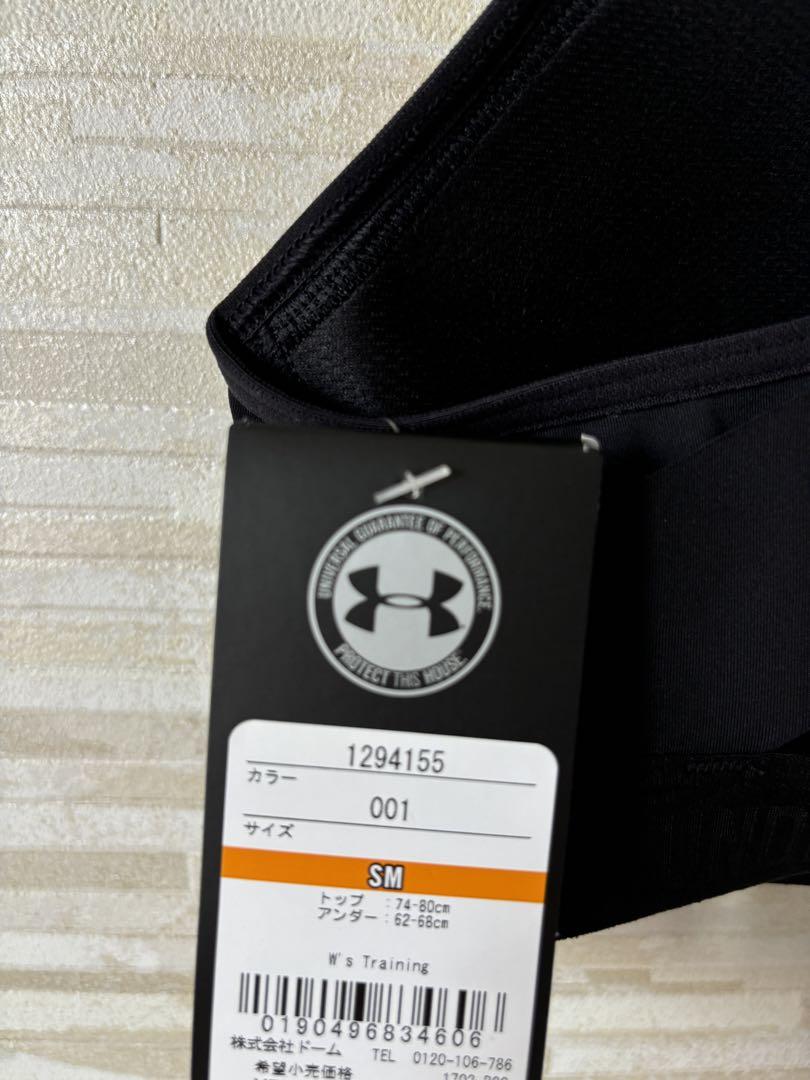 UNIVERSAL GUARANTEE OF PERFORMANCE
PROTECT THIS HOUSE
1294155
カラー
001
サイズ
SM
トップ :74-80cm
アンダー:62-68cm
W's Training
0190496834606
株式会社ドーム TEL 0120-106-786
希望小売価格